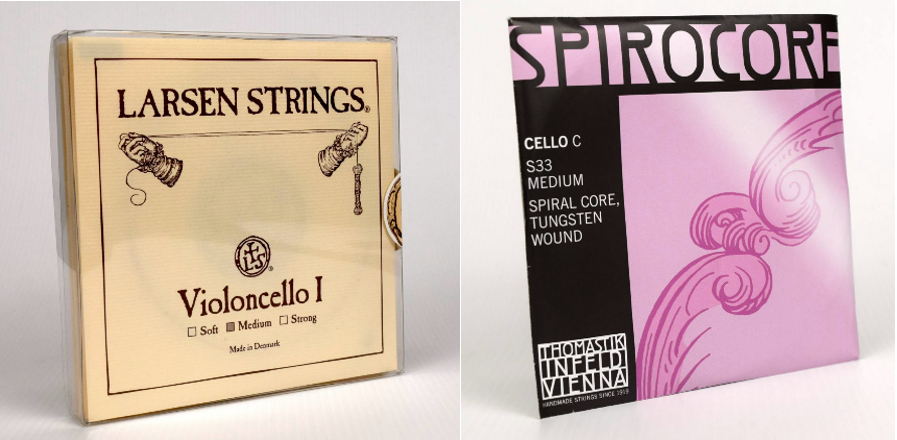 LARSEN STRINGS®
LS®
Violoncello I
☐ Soft ■ Medium ☐ Strong
Made in Denmark
SPIROCORE
CELLO C
S33
MEDIUM
SPIRAL CORE,
TUNGSTEN
WOUND
THOMASTIK
INFELD
VIENNA
HANDMADE STRINGS SINCE 1919